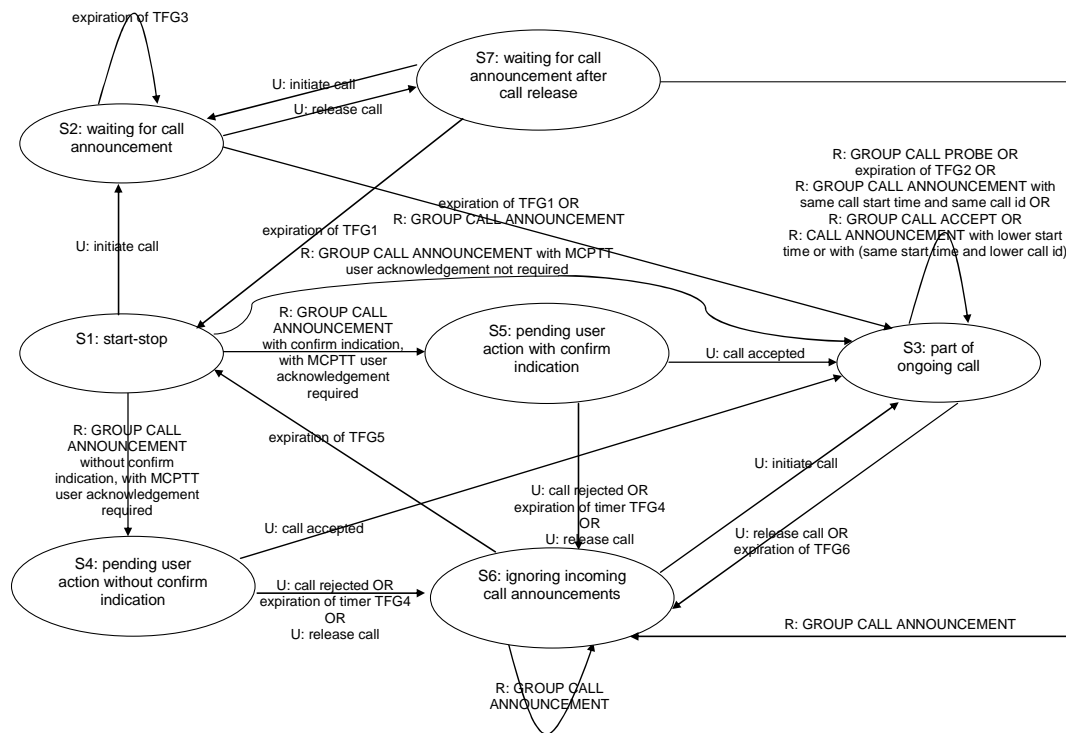 expiration of TFG3
S7: waiting for call
announcement after
call release
U: initiate call
U: release call
S2: waiting for call
announcement
R: GROUP CALL PROBE OR
expiration of TFG2 OR
R: GROUP CALL ANNOUNCEMENT with
same call start time and same call id OR
R: GROUP CALL ACCEPT OR
R: CALL ANNOUNCEMENT with lower start
time or with (same start time and lower call id)
expiration of TFG1 OR
R: GROUP CALL ANNOUNCEMENT
expiration of TFG1
U: initiate call
R: GROUP CALL ANNOUNCEMENT with MCPTT
user acknowledgement not required
S1: start-stop
R: GROUP CALL
ANNOUNCEMENT
with confirm indication,
with MCPTT user
acknowledgement
required
S5: pending user
action with confirm
indication
U: call accepted
S3: part of
ongoing call
R: GROUP CALL
ANNOUNCEMENT
without confirm
indication, with MCPTT
user acknowledgement
required
expiration of TFG5
U: initiate call
U: call rejected OR
expiration of timer TFG4
OR
U: release call
U: call accepted
U: release call OR
expiration of TFG6
S4: pending user
action without confirm
indication
U: call rejected OR
expiration of timer TFG4
OR
U: release call
S6: ignoring incoming
call announcements
R: GROUP CALL ANNOUNCEMENT
R: GROUP CALL
ANNOUNCEMENT